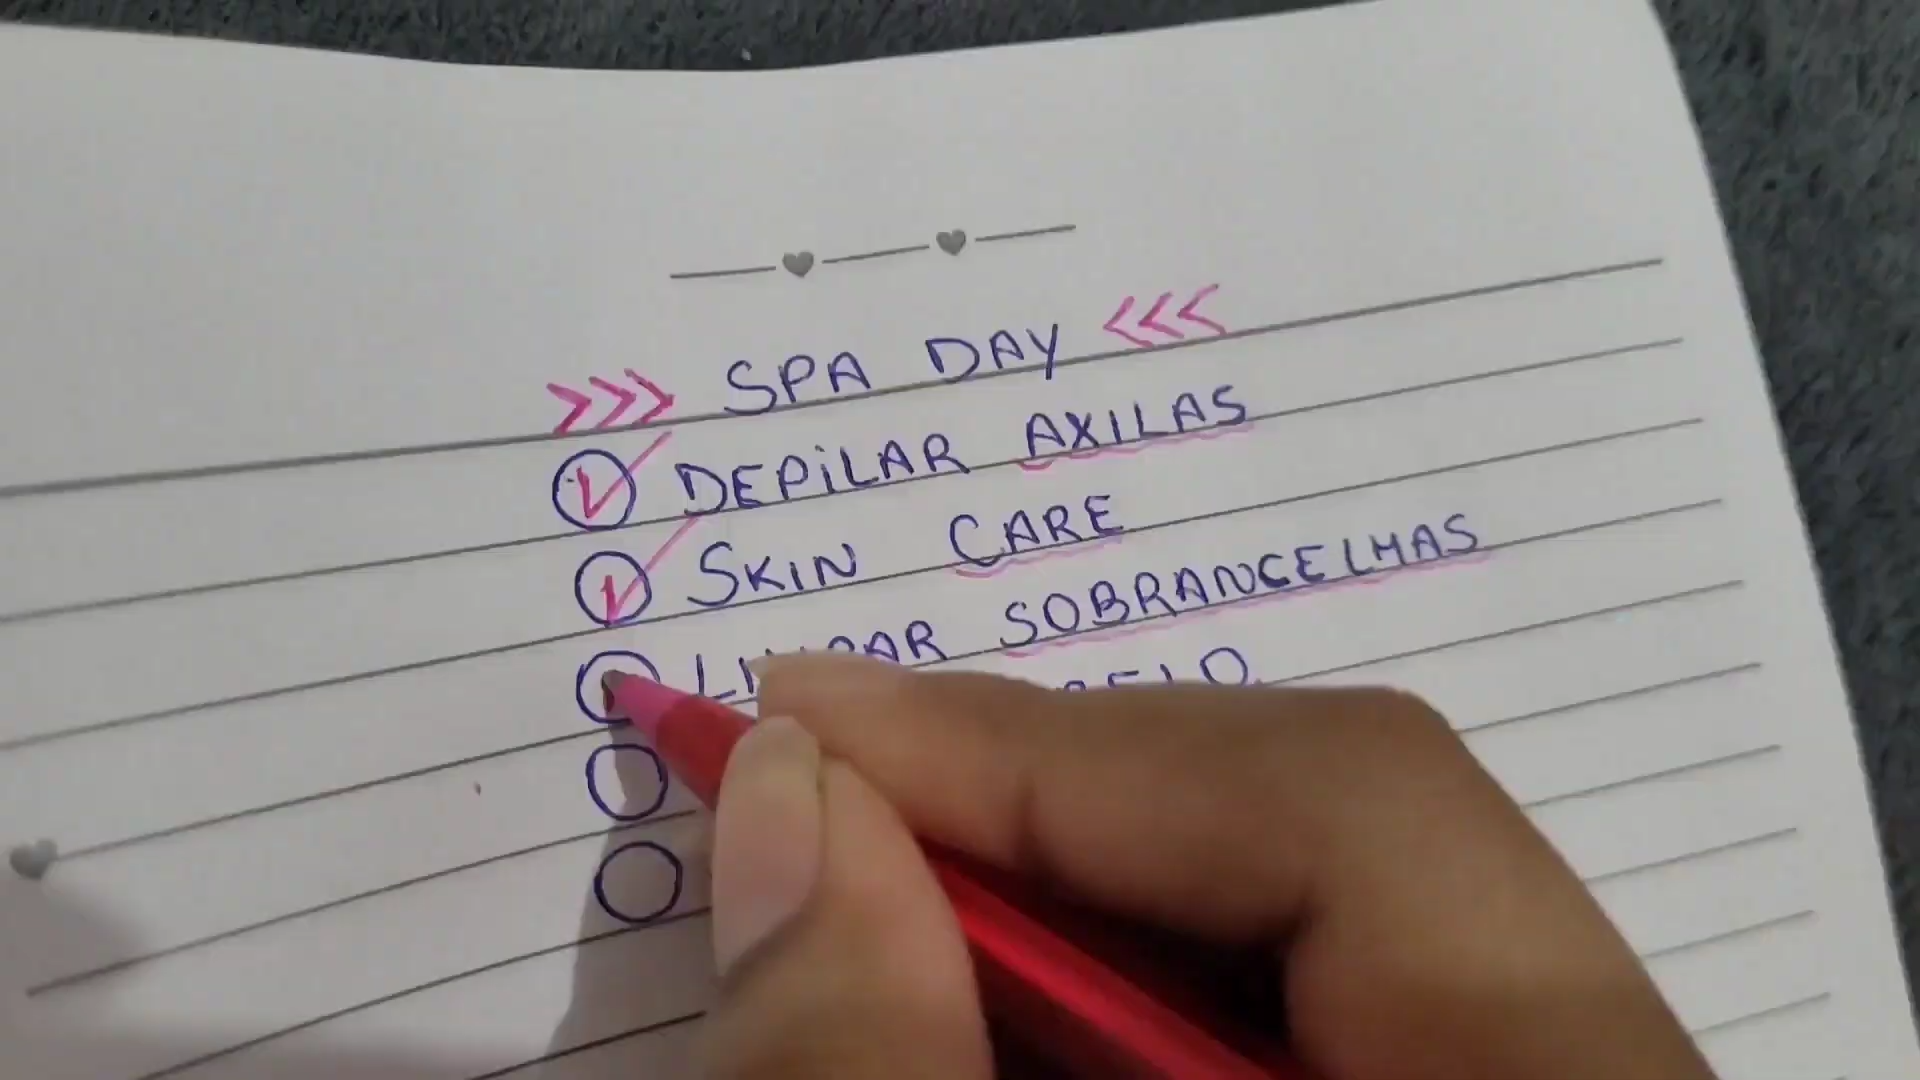 >>> SPA DAY <<<
DEPILAR AXILAS
SKIN CARE
SOBRANCELHAS